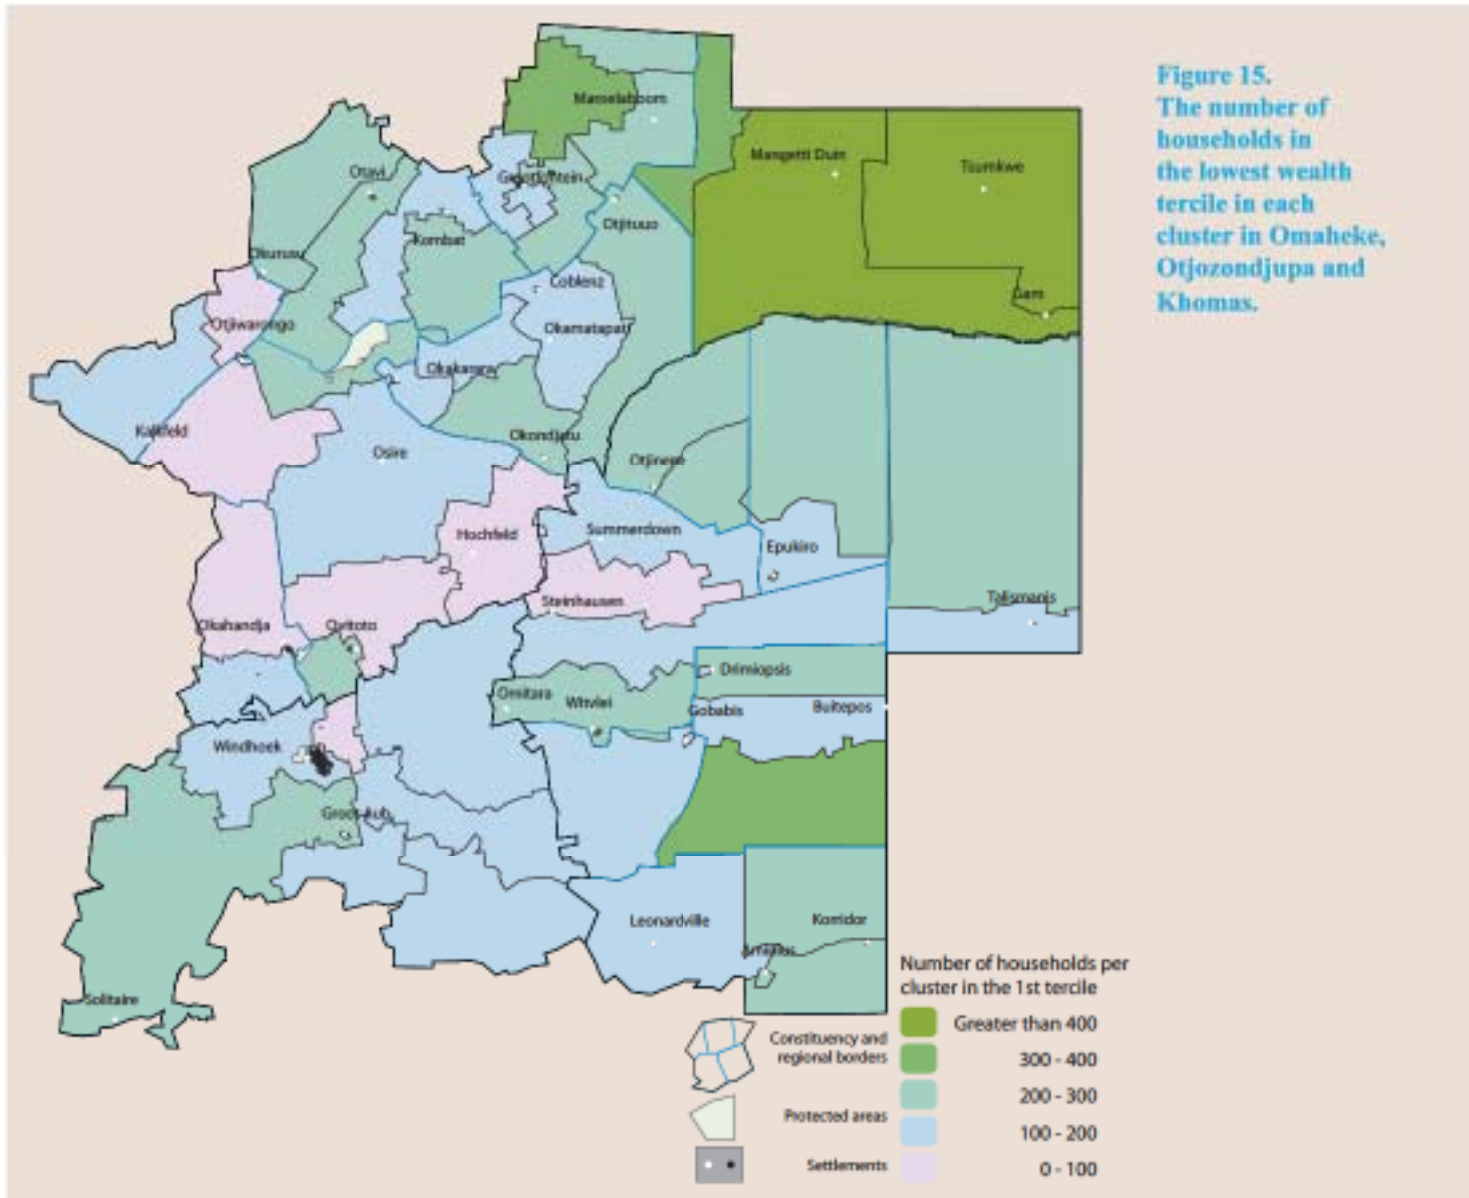 Figure 15.
The number of
households in
the lowest wealth
tercile in each
cluster in Omaheke,
Otjozondjupa and
Khomas.
Maroelaboom
Mangetti Duin
Tsumkwe
Otavi
Grootfontein
Otjituuo
Kombat
Okurusu
Coblenz
Gam
Otjiwarongo
Okamatapati
Okakarara
Kalkfeld
Okondjatu
Osire
Otjinene
Hochfeld
Summerdown
Epukiro
Steinhausen
Talismanis
Okahandja
Ovitoto
Drimiopsis
Omitara
Witvlei
Gobabis
Buitepos
Windhoek
Groot-Aub
Leonardville
Korridor
Aminuis
Solitaire
Number of households per
cluster in the 1st tercile
Greater than 400
300 - 400
200 - 300
100 - 200
0 - 100
Constituency and
regional borders
Protected areas
Settlements